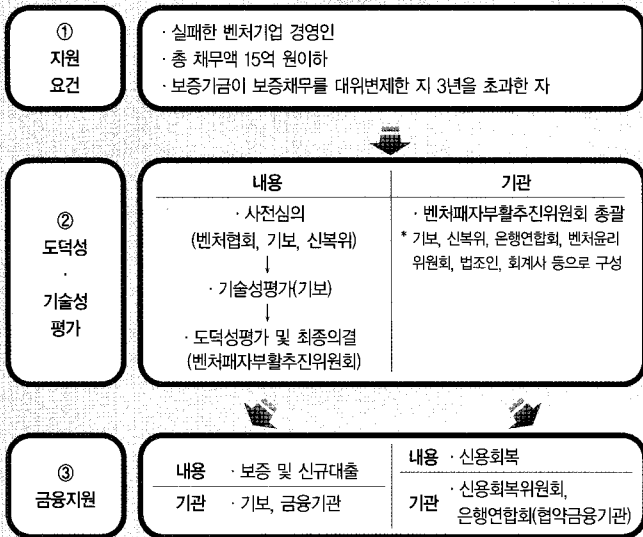 ①
지원
요건
· 실패한 벤처기업 경영인
· 총 채무액 15억 원이하
· 보증기금이 보증채무를 대위변제한 지 3년을 초과한 자
②
도덕성
·
기술성
평가
내용
· 사전심의
(벤처협회, 기보, 신복위)
↓
· 기술성평가(기보)
↓
· 도덕성평가 및 최종의결
(벤처패자부활추진위원회)
기관
· 벤처패자부활추진위원회 총괄
* 기보, 신복위, 은행연합회, 벤처윤리
위원회, 법조인, 회계사 등으로 구성
③
금융지원
내용 · 보증 및 신규대출
기관 · 기보, 금융기관
내용 · 신용회복
기관 · 신용회복위원회,
은행연합회(협약금융기관)